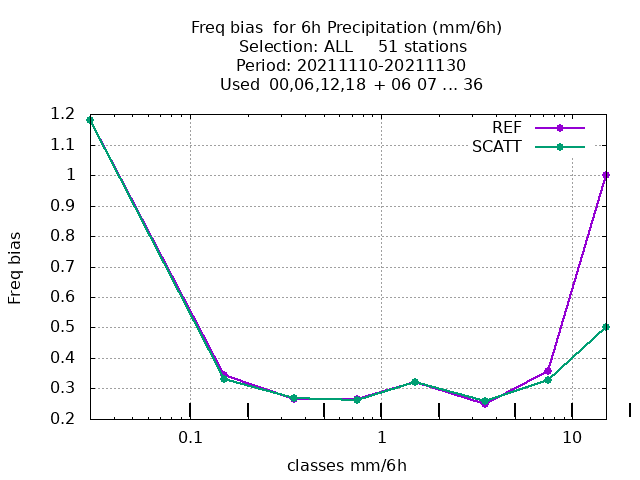 Freq bias  for 6h Precipitation (mm/6h)
Selection: ALL     51 stations
Period: 20211110-20211130
Used  00,06,12,18  + 06 07 ... 36
REF
SCATT
1.2
1.1
1
0.9
0.8
0.7
0.6
0.5
0.4
0.3
0.2
Freq bias
0.1
1
10
classes mm/6h